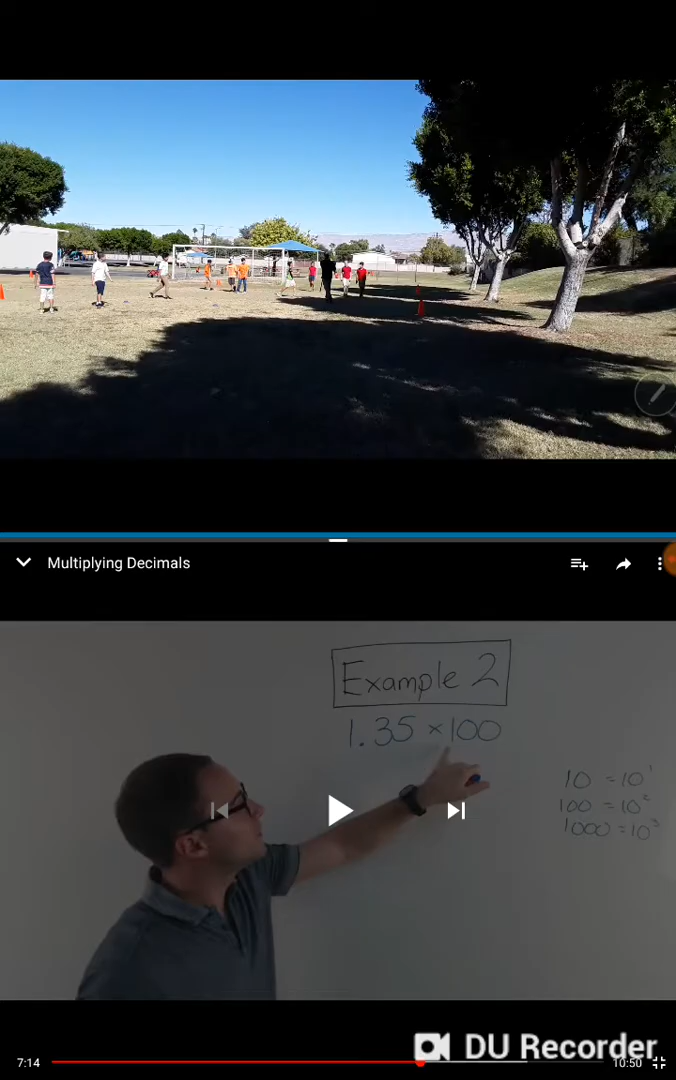 Multiplying Decimals
Example 2
1.35 × 100
10 = 10¹
100 = 10²
1000 = 10³
DU Recorder
7:14
10:50